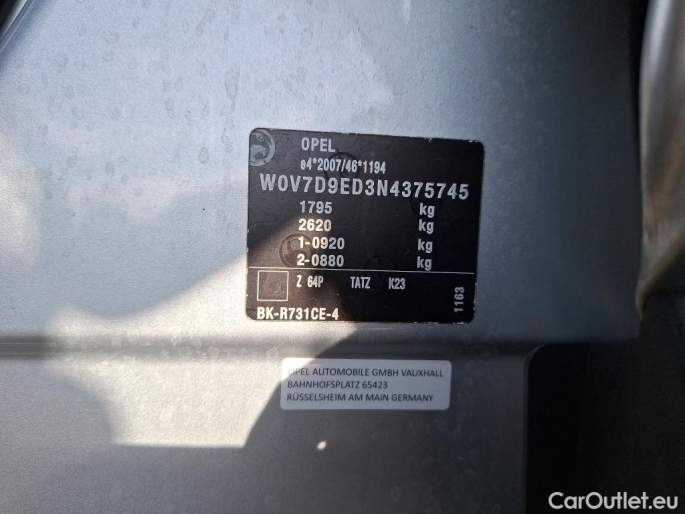 OPEL
e4*2007/46*1194
W0V7D9ED3N4375745
1795 kg
2620 kg
1-0920 kg
2-0880 kg
Z 64P TATZ K23
1163
BK-R731CE-4
OPEL AUTOMOBILE GMBH VAUXHALL
BAHNHOFSPLATZ 65423
RÜSSELSHEIM AM MAIN GERMANY
CarOutlet.eu